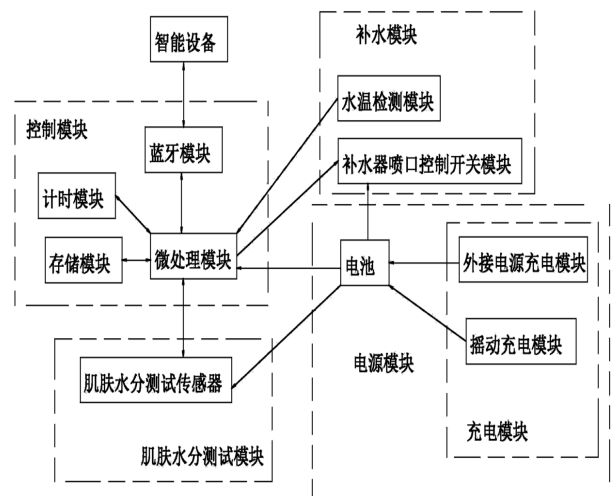 智能设备
补水模块
水温检测模块
控制模块
蓝牙模块
补水器喷口控制开关模块
计时模块
存储模块
微处理模块
电池
外接电源充电模块
摇动充电模块
电源模块
肌肤水分测试传感器
充电模块
肌肤水分测试模块